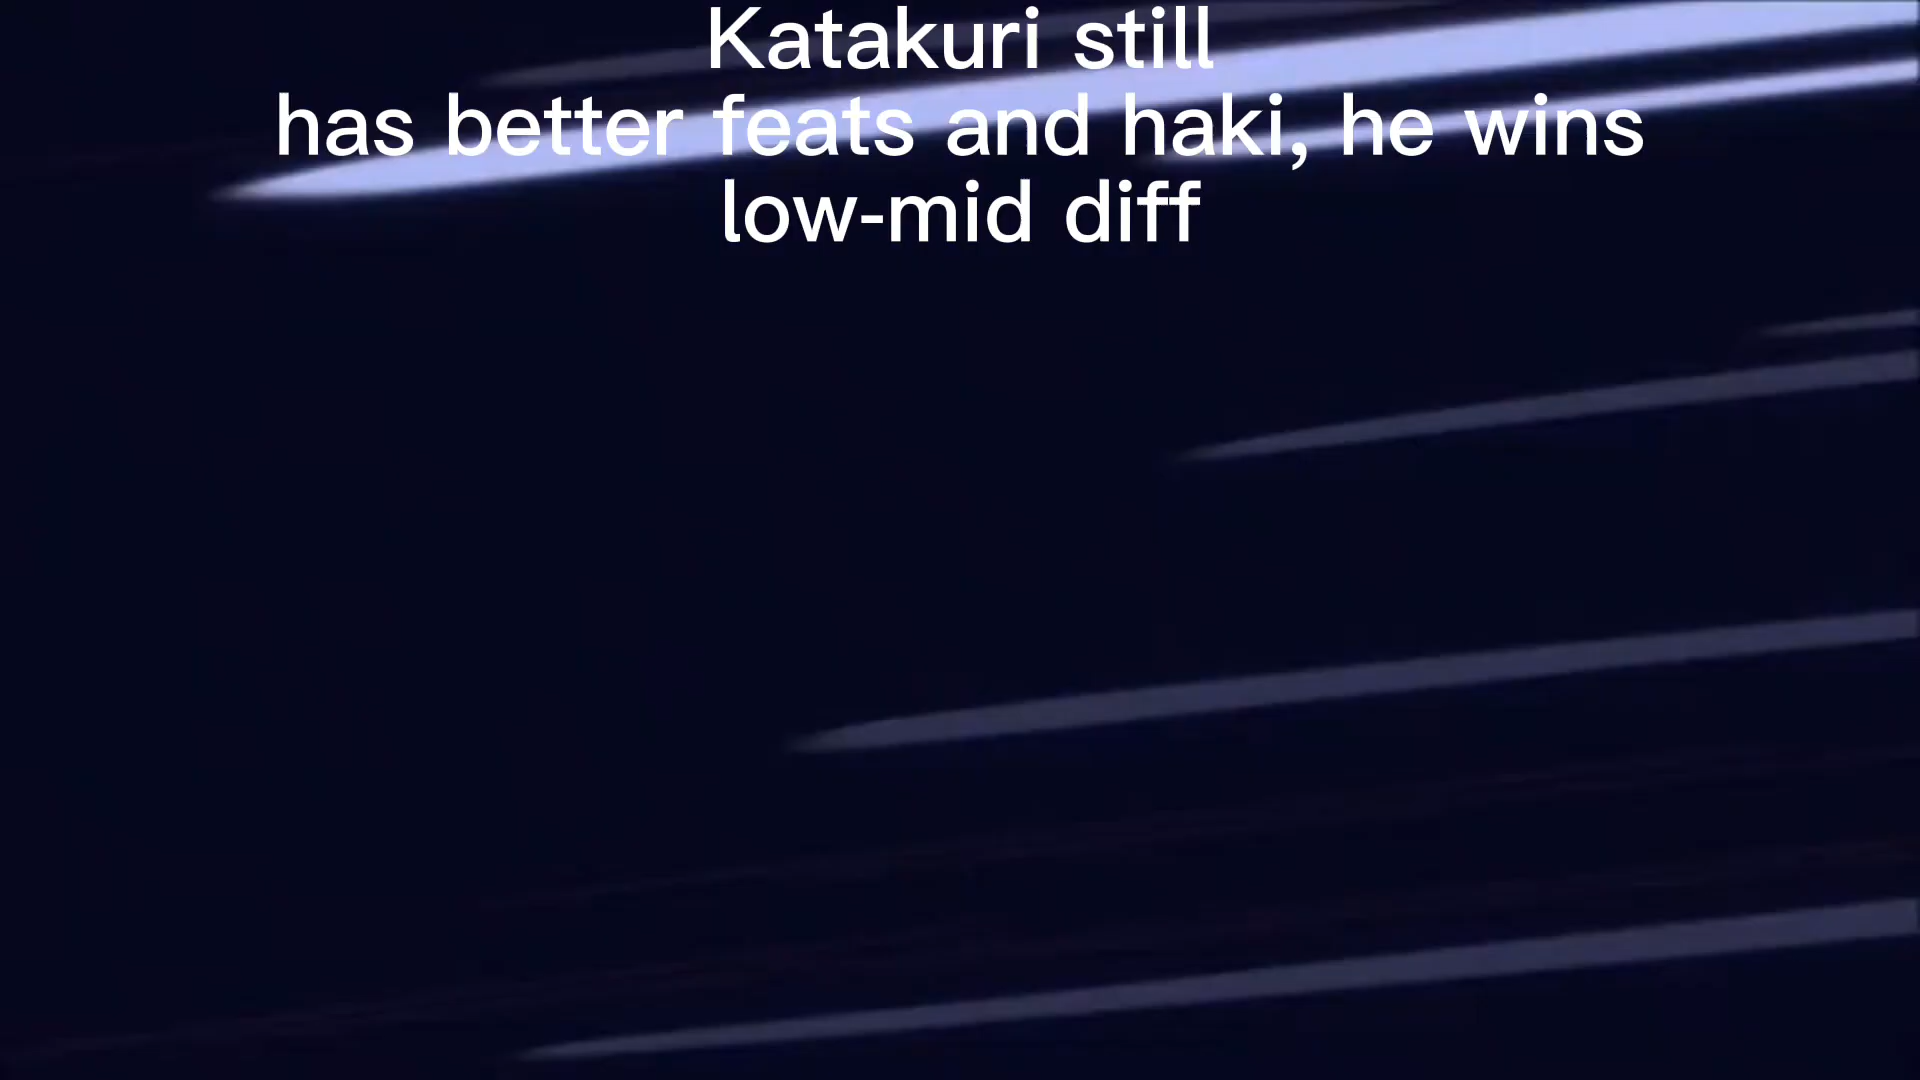 Katakuri still
has better feats and haki, he wins
low-mid diff